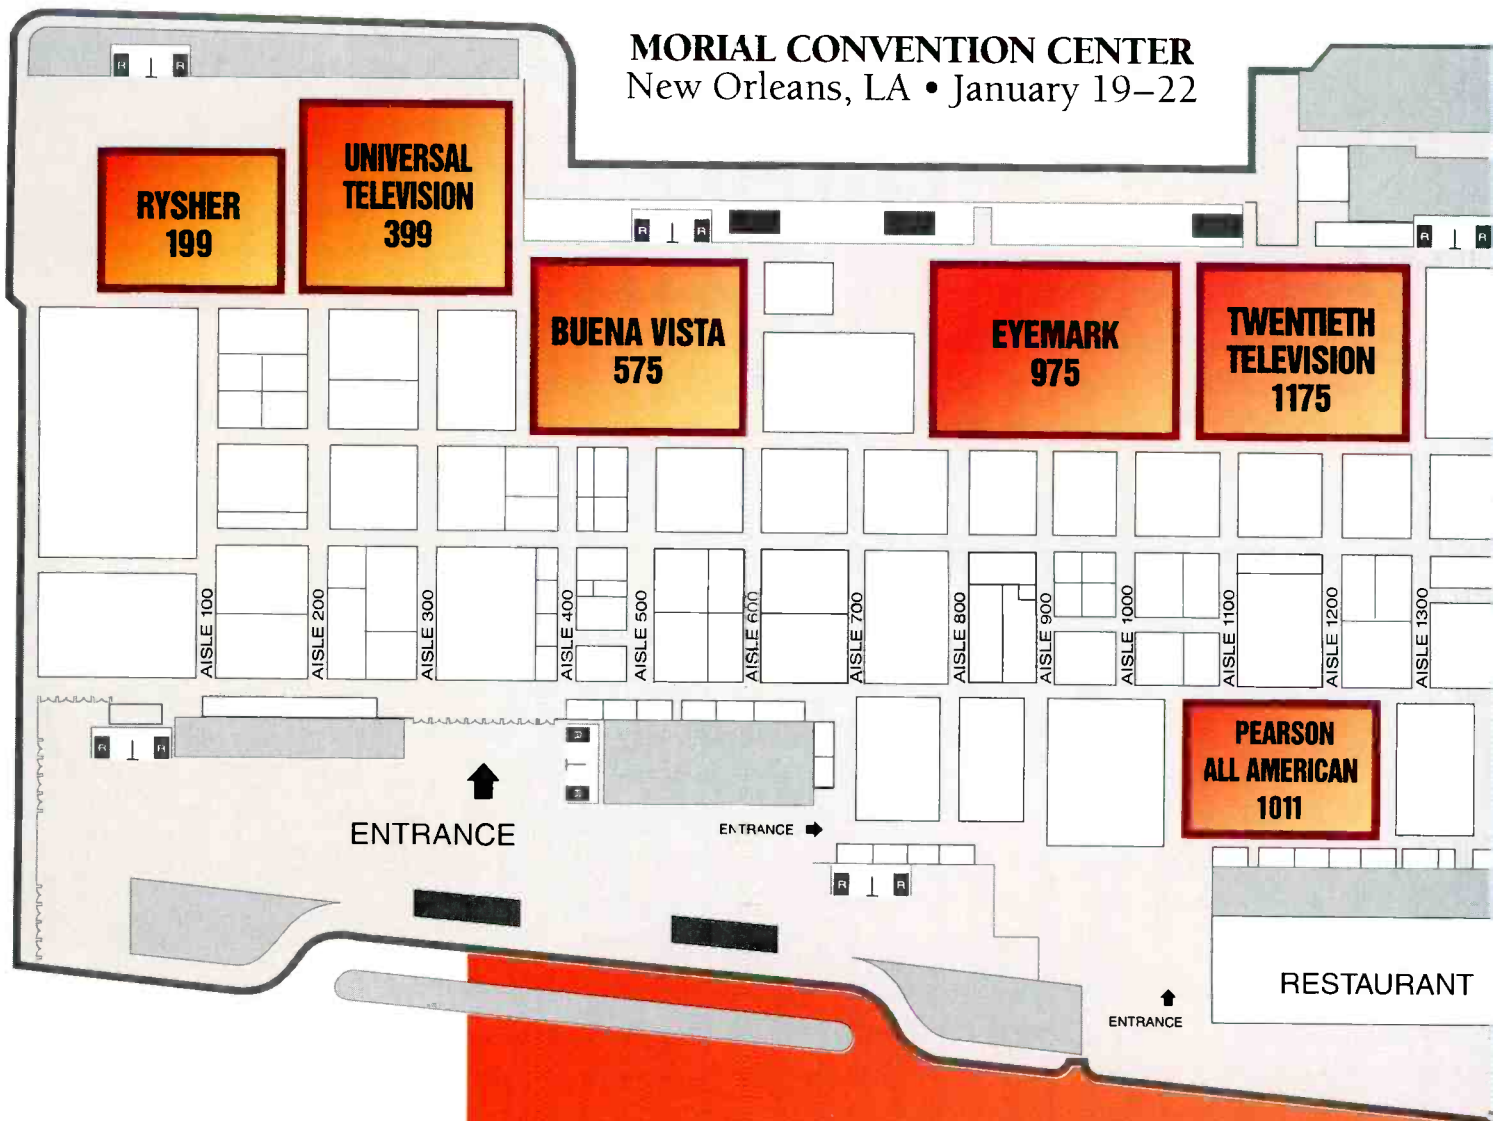 MORIAL CONVENTION CENTER
New Orleans, LA • January 19–22
RYSHER
199
UNIVERSAL
TELEVISION
399
BUENA VISTA
575
EYEMARK
975
TWENTIETH
TELEVISION
1175
AISLE 100
AISLE 200
AISLE 300
AISLE 400
AISLE 500
AISLE 600
AISLE 700
AISLE 800
AISLE 900
AISLE 1000
AISLE 1100
AISLE 1200
AISLE 1300
PEARSON
ALL AMERICAN
1011
ENTRANCE
ENTRANCE
ENTRANCE
RESTAURANT